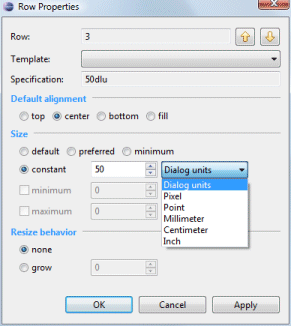 Row Properties
Row: 3
Template:
Specification: 50dlu
Default alignment
top center bottom fill
Size
default preferred minimum
constant 50 Dialog units
Dialog units
minimum 0
Pixel
Point
maximum 0
Millimeter
Centimeter
Inch
Resize behavior
none
grow 0
OK Cancel Apply